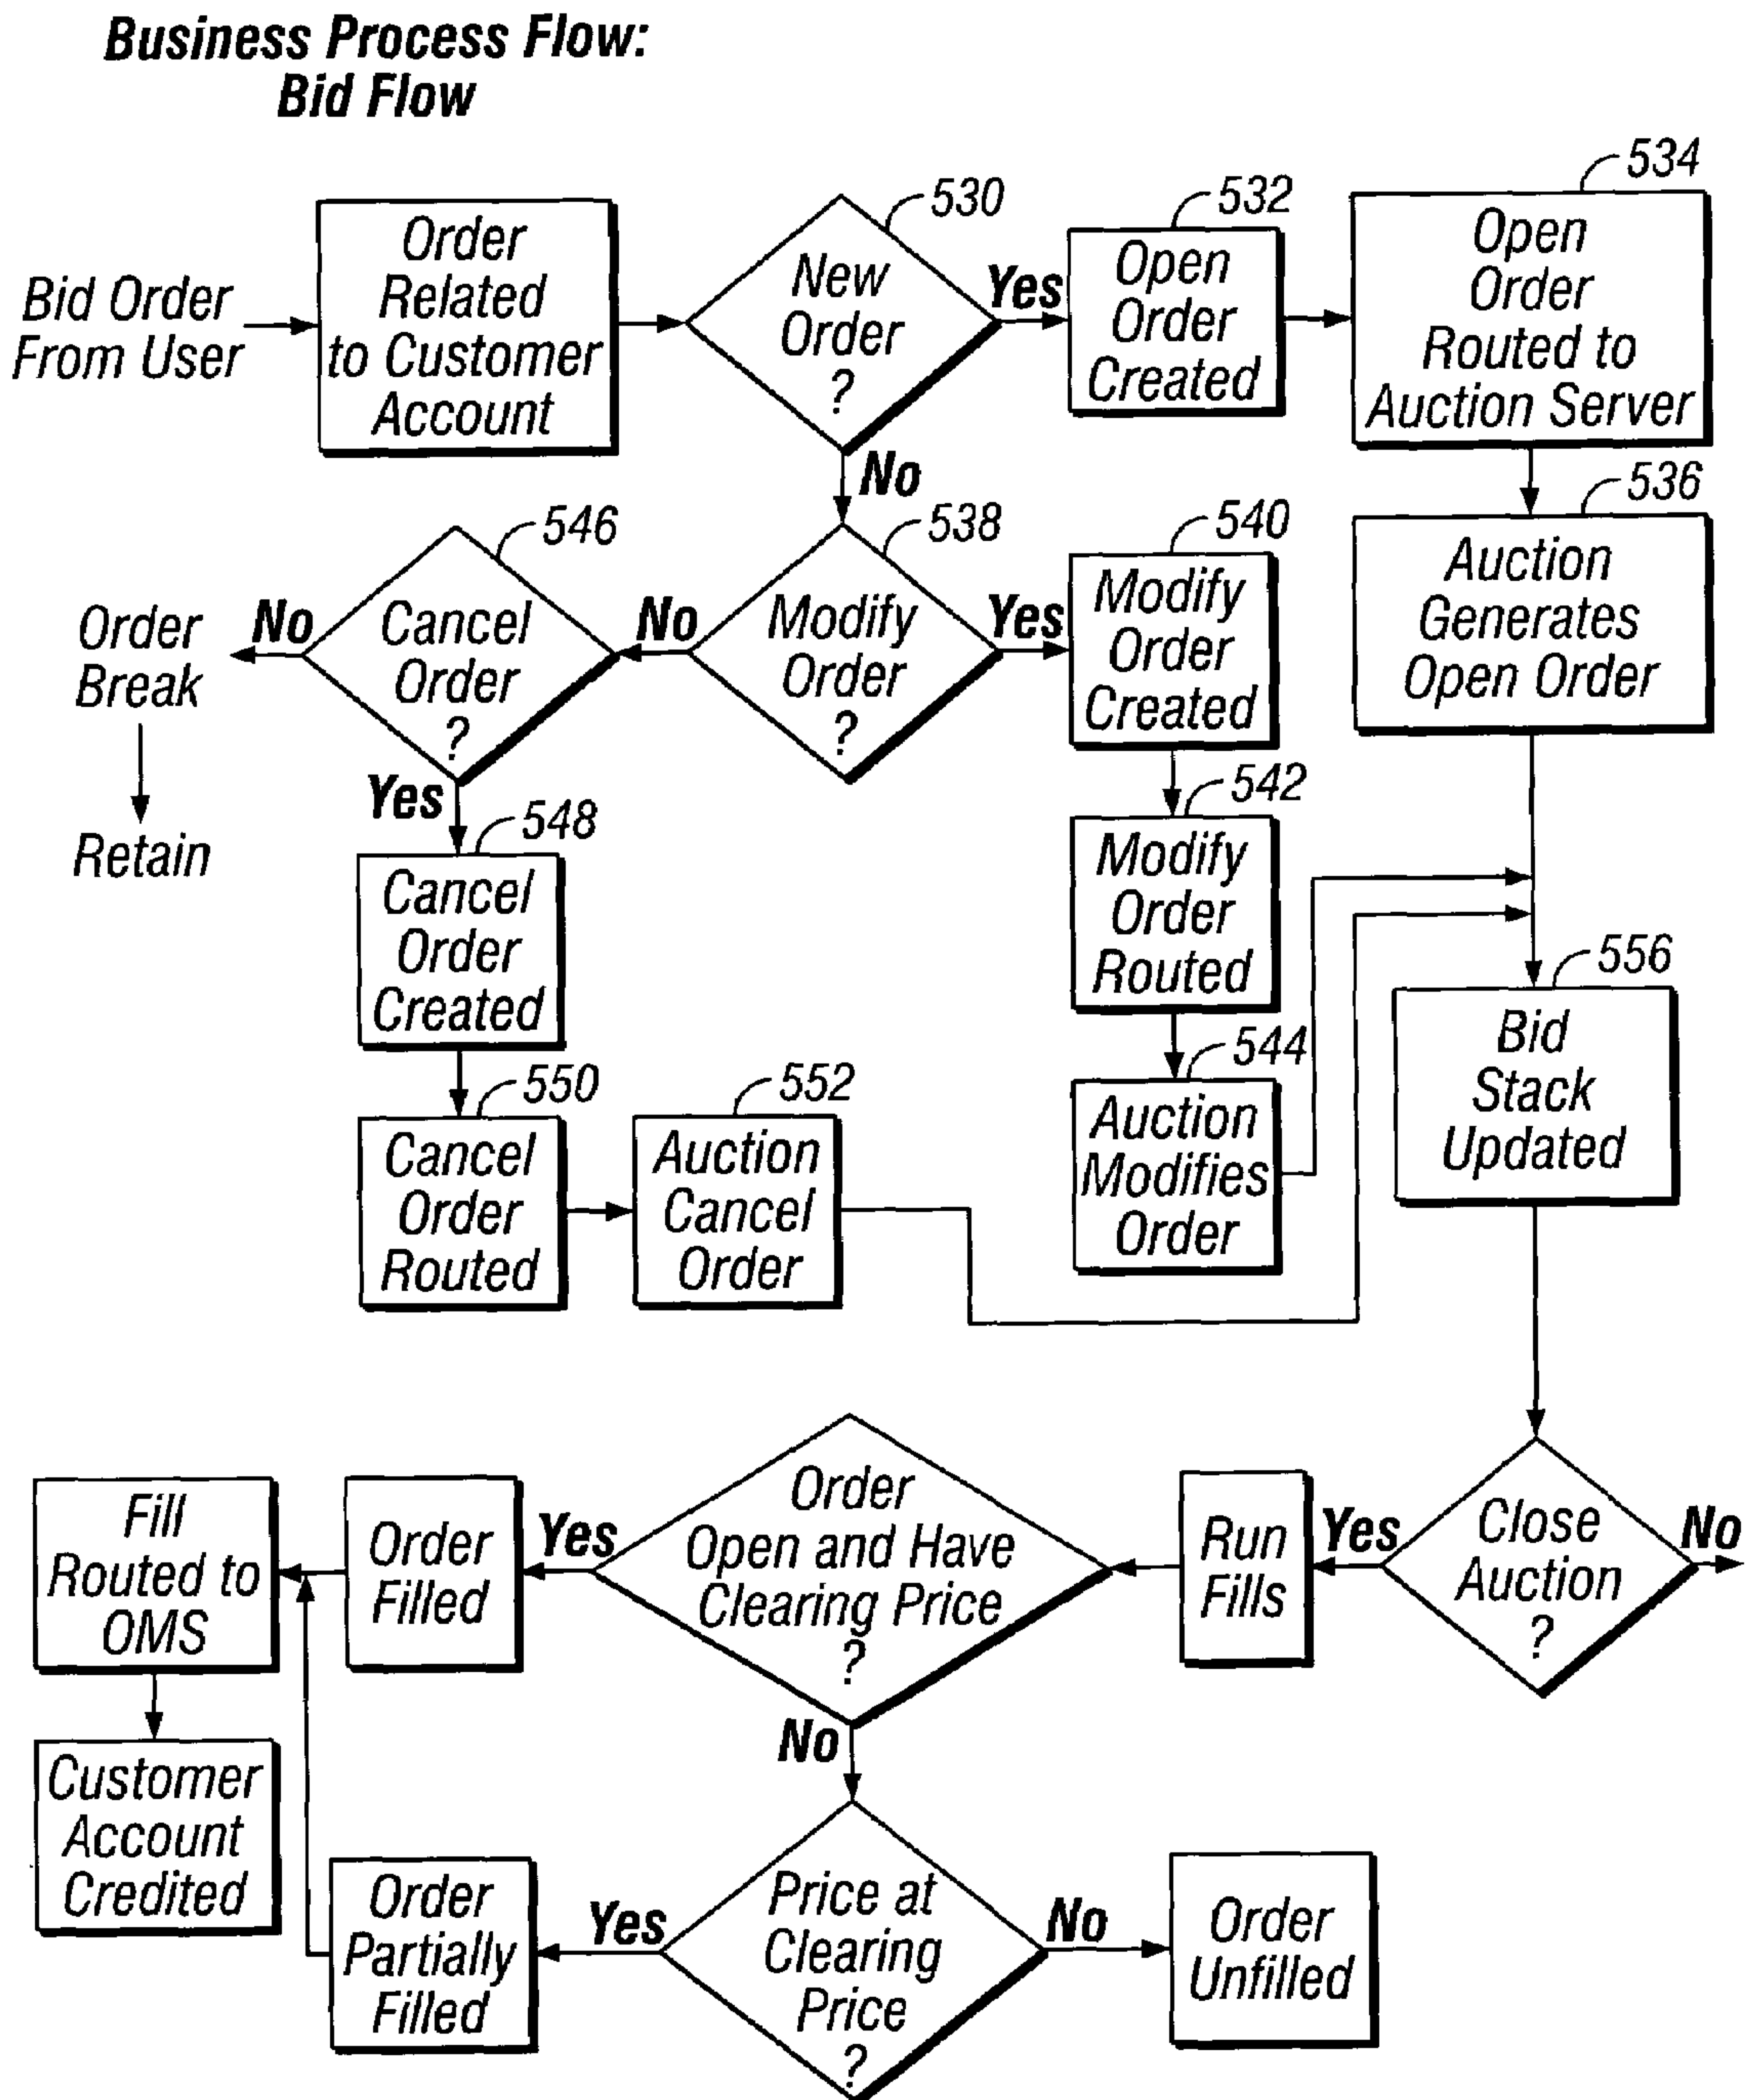 Business Process Flow:
Bid Flow
Bid Order
From User
Order
Related
to Customer
Account
530
New
Order
?
Yes
No
532
Open
Order
Created
534
Open
Order
Routed to
Auction Server
536
Auction
Generates
Open Order
538
Modify
Order
?
Yes
No
540
Modify
Order
Created
542
Modify
Order
Routed
544
Auction
Modifies
Order
546
Cancel
Order
?
No
Yes
Order
Break
Retain
548
Cancel
Order
Created
550
Cancel
Order
Routed
552
Auction
Cancel
Order
556
Bid
Stack
Updated
Close
Auction
?
No
Yes
Run
Fills
Order
Open and Have
Clearing Price
?
Yes
No
Order
Filled
Fill
Routed to
OMS
Customer
Account
Credited
Price at
Clearing
Price
?
Yes
No
Order
Partially
Filled
Order
Unfilled